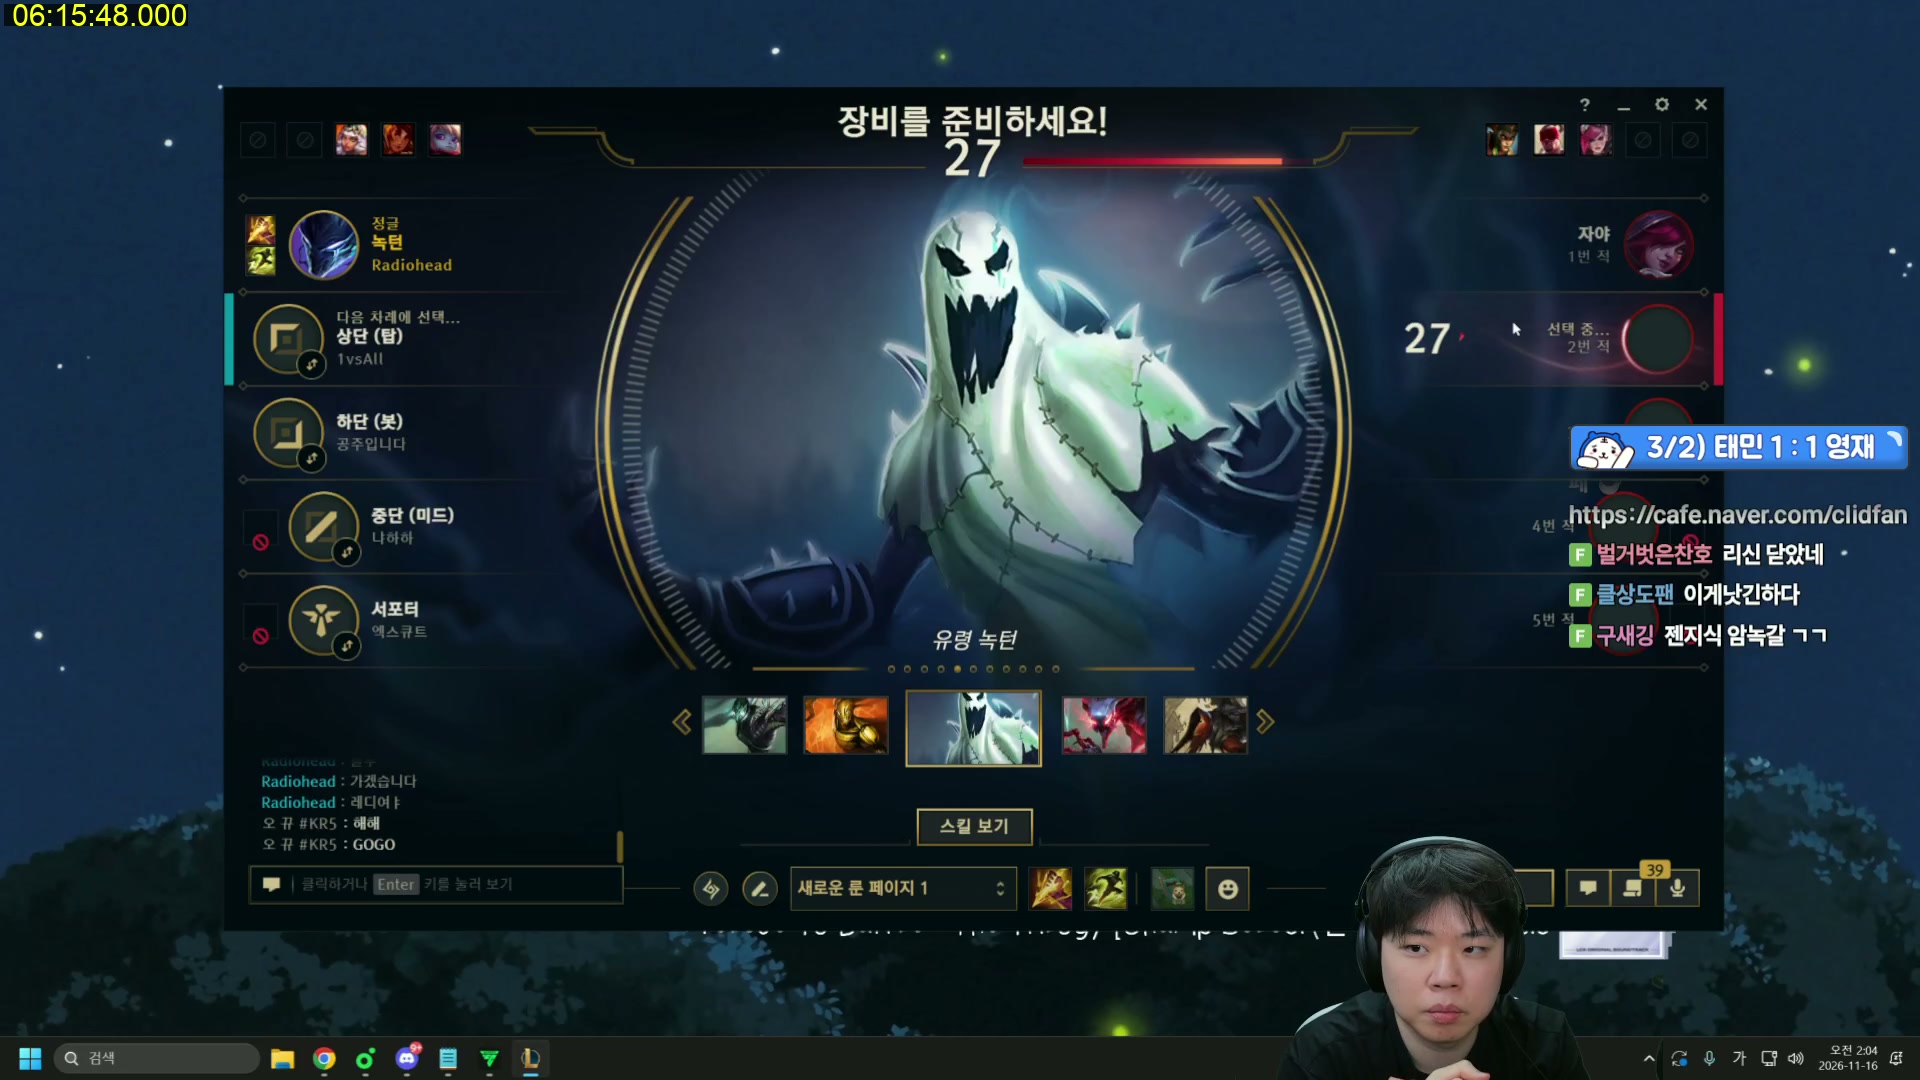 06:15:48.000
장비를 준비하세요!
27
정글
녹턴
Radiohead
다음 차례에 선택...
상단 (탑)
1vsAll
하단 (봇)
공주입니다
중단 (미드)
나하하
서포터
엑스큐트
자야
1번 적
27
선택 중...
2번 적
4번 적
5번 적
3/2) 태민 1 : 1 영재
https://cafe.naver.com/clidfan
F 벌거벗은찬호 리신 닫았네
F 클상도팬 이게낫긴하다
F 구새깅 젠지식 암녹갈 ㄱㄱ
유령 녹턴
스킬 보기
Radiohead : 가겠습니다
Radiohead : 레디여ㅑ
오 뀨 #KR5 : 해해
오 뀨 #KR5 : GOGO
클릭하거나 Enter 키를 눌러 보기
새로운 룬 페이지 1
39
검색
9+
가
오전 2:04
2026-11-16